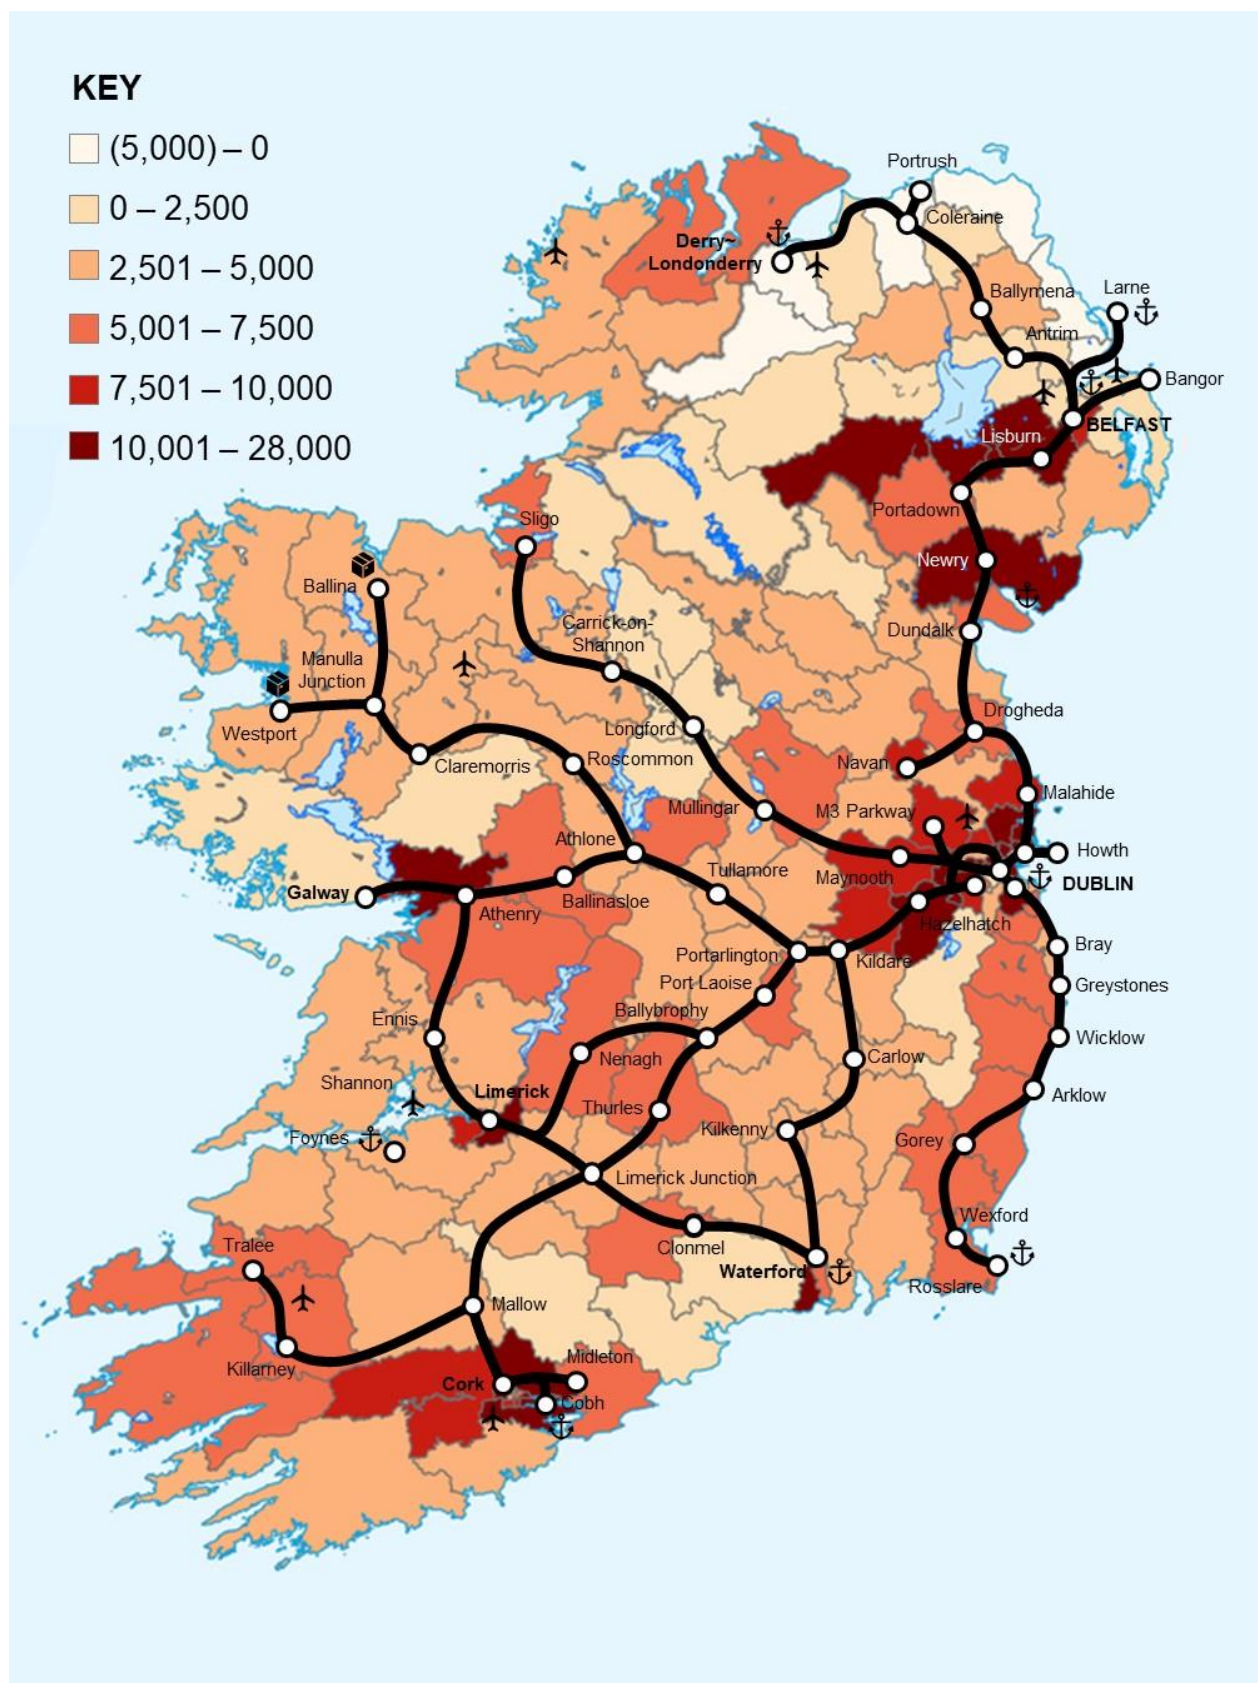 KEY
(5,000) – 0
0 – 2,500
2,501 – 5,000
5,001 – 7,500
7,501 – 10,000
10,001 – 28,000
Portrush
Coleraine
Derry~
Londonderry
Ballymena
Larne
Antrim
Bangor
BELFAST
Lisburn
Portadown
Sligo
Newry
Ballina
Carrick-on-
Shannon
Dundalk
Manulla
Junction
Westport
Longford
Drogheda
Claremorris
Roscommon
Navan
Mullingar
M3 Parkway
Malahide
Athlone
Howth
Tullamore
Maynooth
DUBLIN
Galway
Ballinasloe
Athenry
Hazelhatch
Bray
Portarlington
Kildare
Port Laoise
Greystones
Ennis
Ballybrophy
Wicklow
Nenagh
Carlow
Shannon
Limerick
Arklow
Thurles
Foynes
Kilkenny
Gorey
Limerick Junction
Wexford
Tralee
Clonmel
Waterford
Rosslare
Mallow
Killarney
Midleton
Cork
Cobh